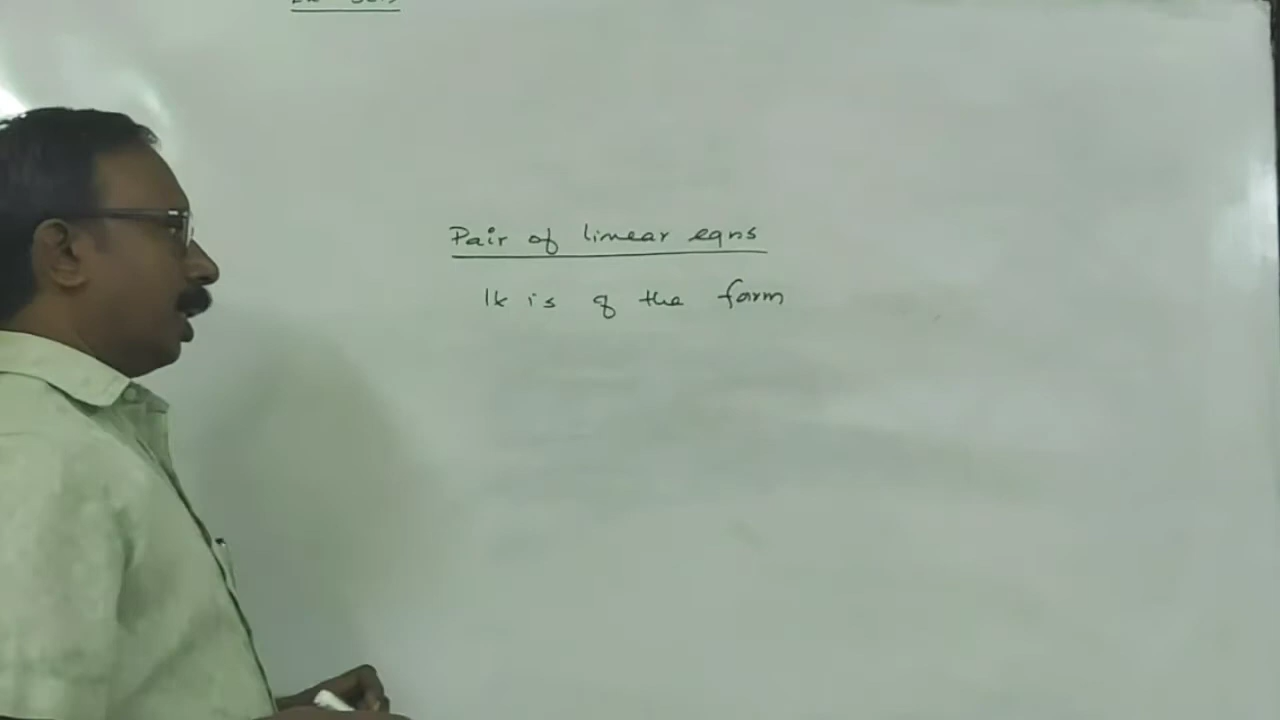 Pair of linear eqns
It is of the form